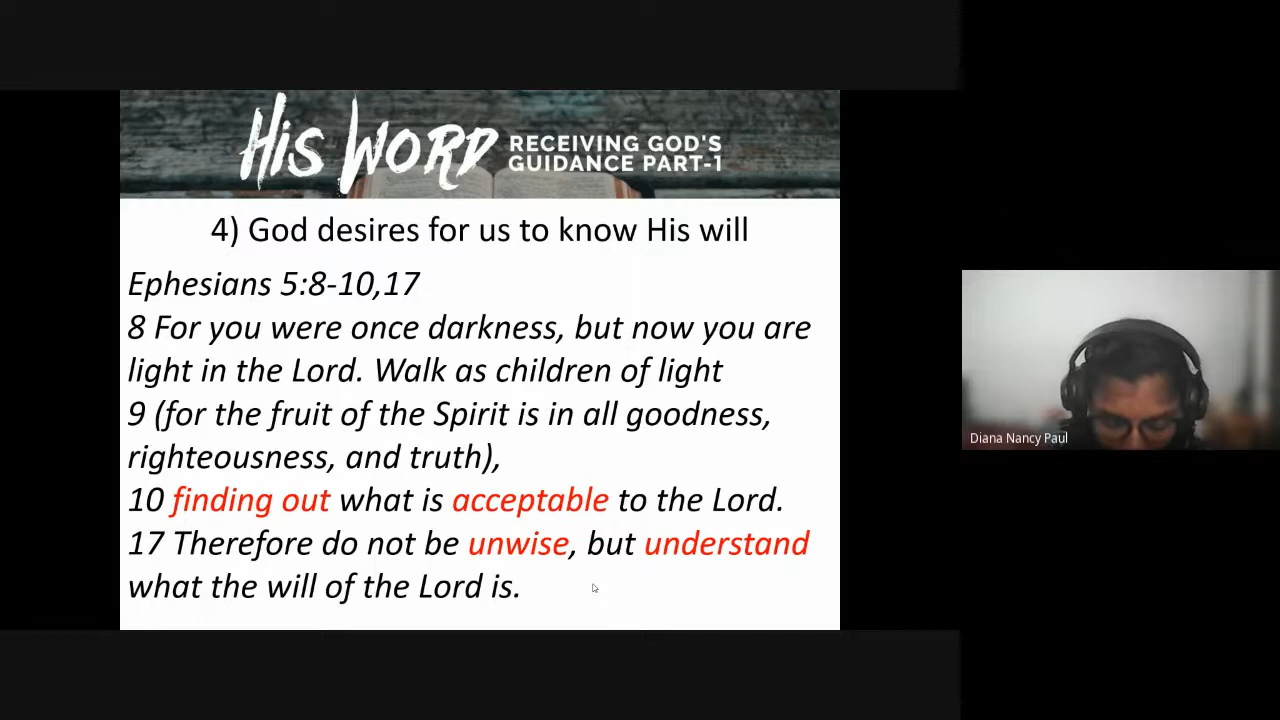 His WORD RECEIVING GOD'S
GUIDANCE PART-1
4) God desires for us to know His will
Ephesians 5:8-10,17
8 For you were once darkness, but now you are
light in the Lord. Walk as children of light
9 (for the fruit of the Spirit is in all goodness,
righteousness, and truth),
10 finding out what is acceptable to the Lord.
17 Therefore do not be unwise, but understand
what the will of the Lord is.
Diana Nancy Paul